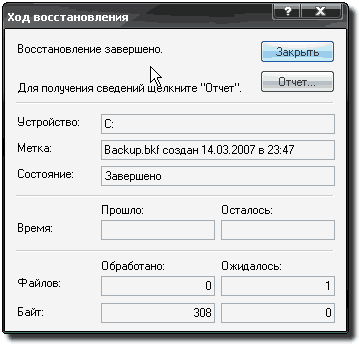 Ход восстановления
Восстановление завершено.
Закрыть
Для получения сведений щелкните "Отчет".
Отчет...
Устройство: C:
Метка: Backup.bkf создан 14.03.2007 в 23:47
Состояние: Завершено
Прошло: Осталось:
Время:
Обработано: Ожидалось:
Файлов: 0 1
Байт: 308 0